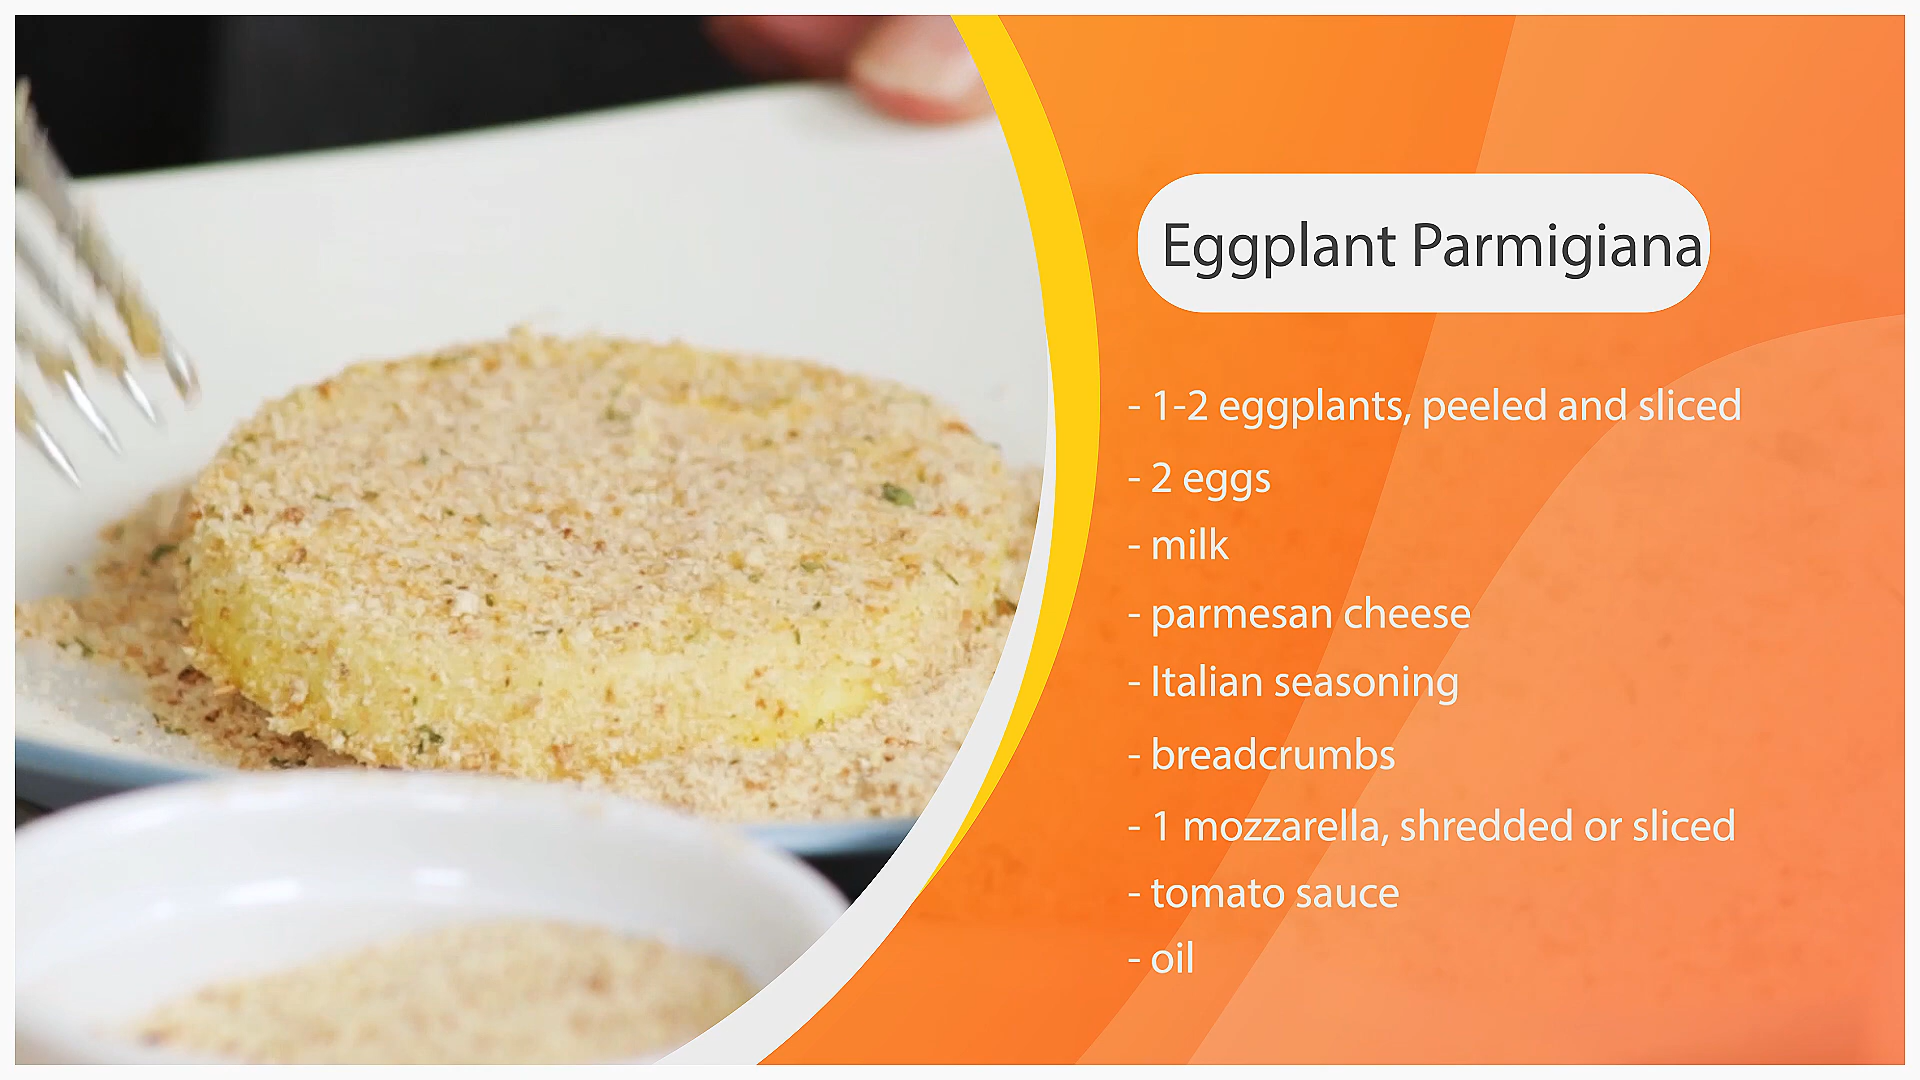 Eggplant Parmigiana
- 1-2 eggplants, peeled and sliced
- 2 eggs
- milk
- parmesan cheese
- Italian seasoning
- breadcrumbs
- 1 mozzarella, shredded or sliced
- tomato sauce
- oil